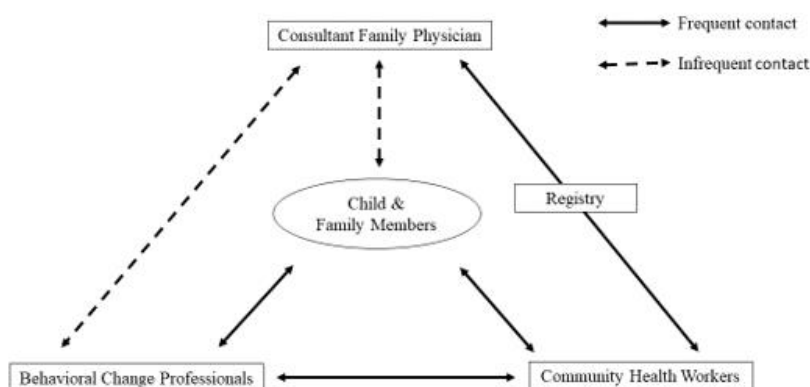 Consultant Family Physician
Frequent contact
Infrequent contact
Child &
Family Members
Registry
Behavioral Change Professionals
Community Health Workers